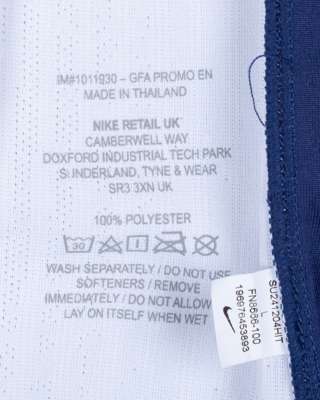 IM#1011930 – GFA PROMO EN
MADE IN THAILAND
NIKE RETAIL UK
CAMBERWELL WAY
DOXFORD INDUSTRIAL TECH PARK
SUNDERLAND, TYNE & WEAR
SR3 3XN UK
100% POLYESTER
30
WASH SEPARATELY / DO NOT USE
SOFTENERS / REMOVE
IMMEDIATELY / DO NOT ALLOW
LAY ON ITSELF WHEN WET
SU247204HIT
L
FN8686-100
196976453893